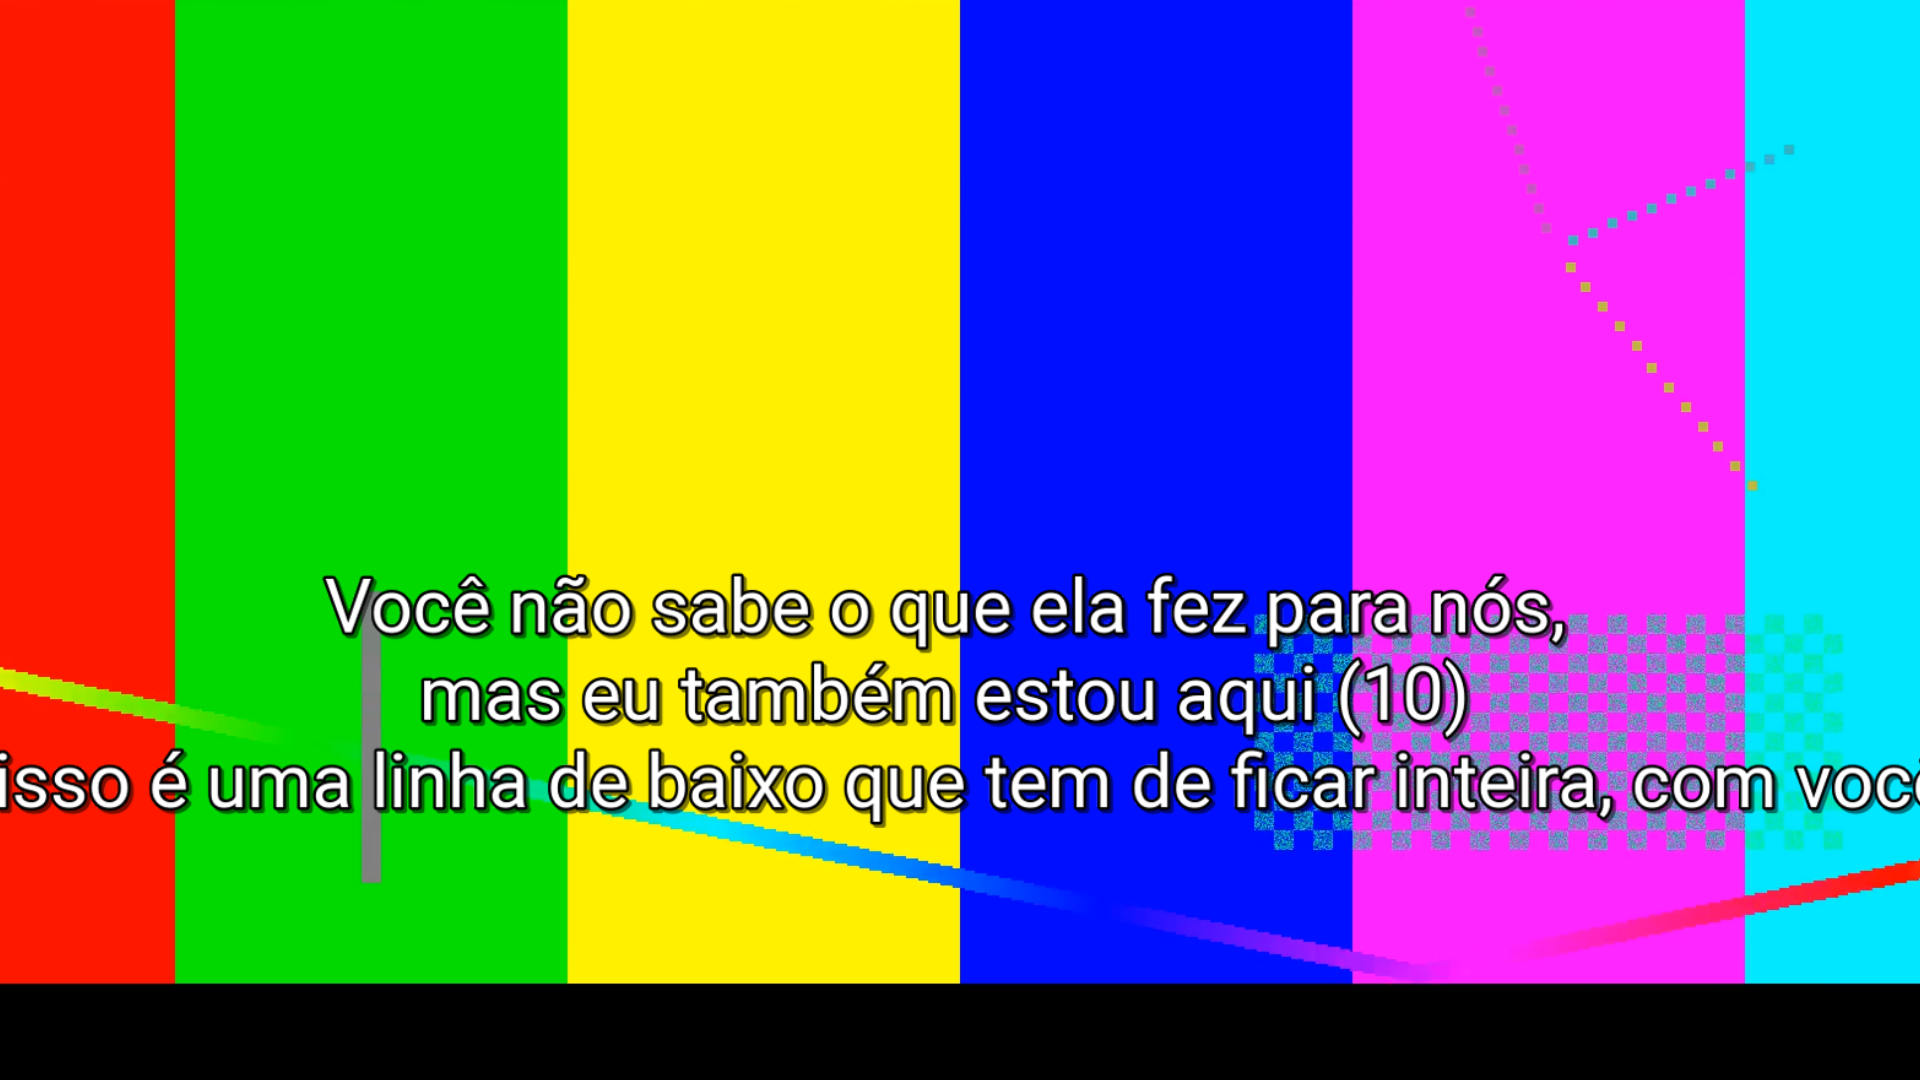 Você não sabe o que ela fez para nós,
mas eu também estou aqui (10)
isso é uma linha de baixo que tem de ficar inteira, com você